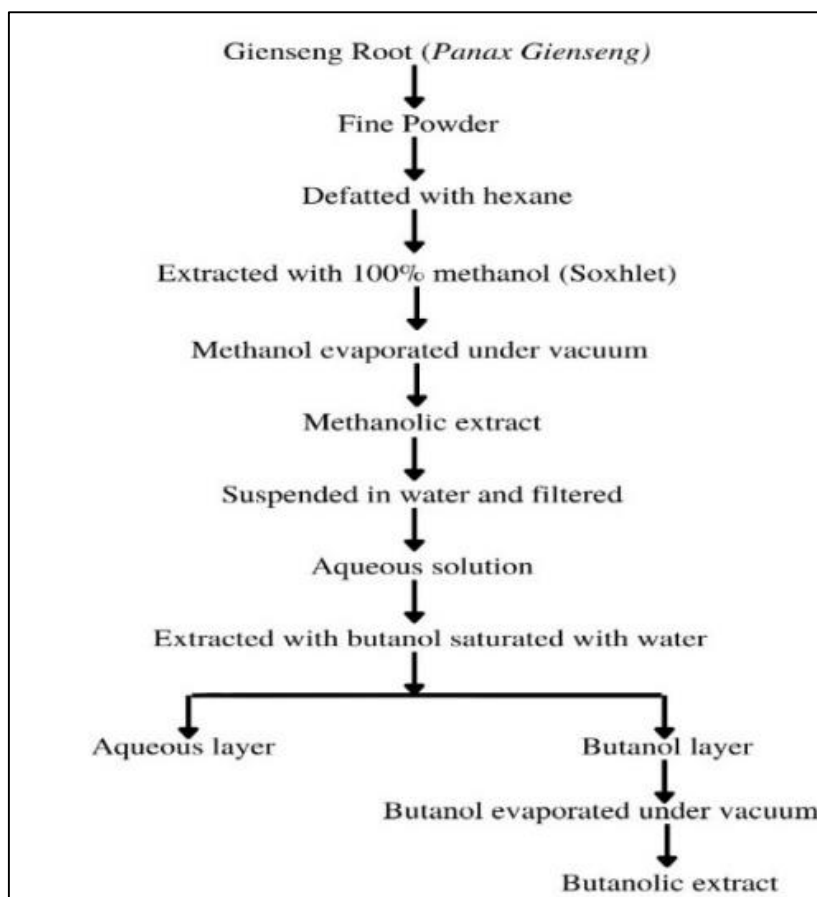 Gienseng Root (Panax Gienseng)
Fine Powder
Defatted with hexane
Extracted with 100% methanol (Soxhlet)
Methanol evaporated under vacuum
Methanolic extract
Suspended in water and filtered
Aqueous solution
Extracted with butanol saturated with water
Aqueous layer
Butanol layer
Butanol evaporated under vacuum
Butanolic extract